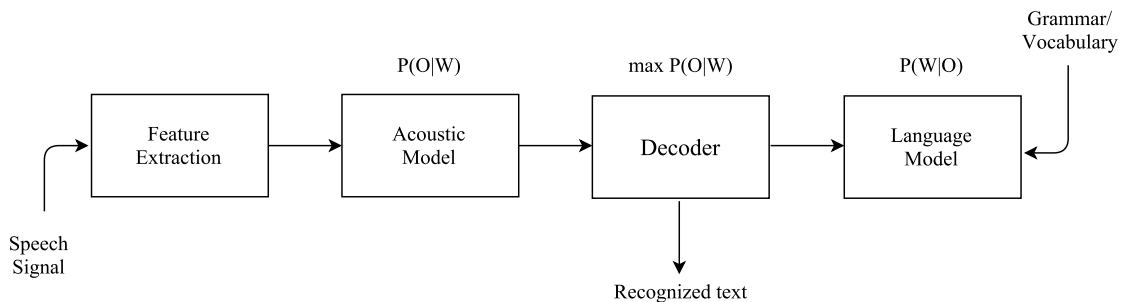 Grammar/
Vocabulary
P(O|W)
max P(O|W)
P(W|O)
Feature
Extraction
Acoustic
Model
Decoder
Language
Model
Speech
Signal
Recognized text